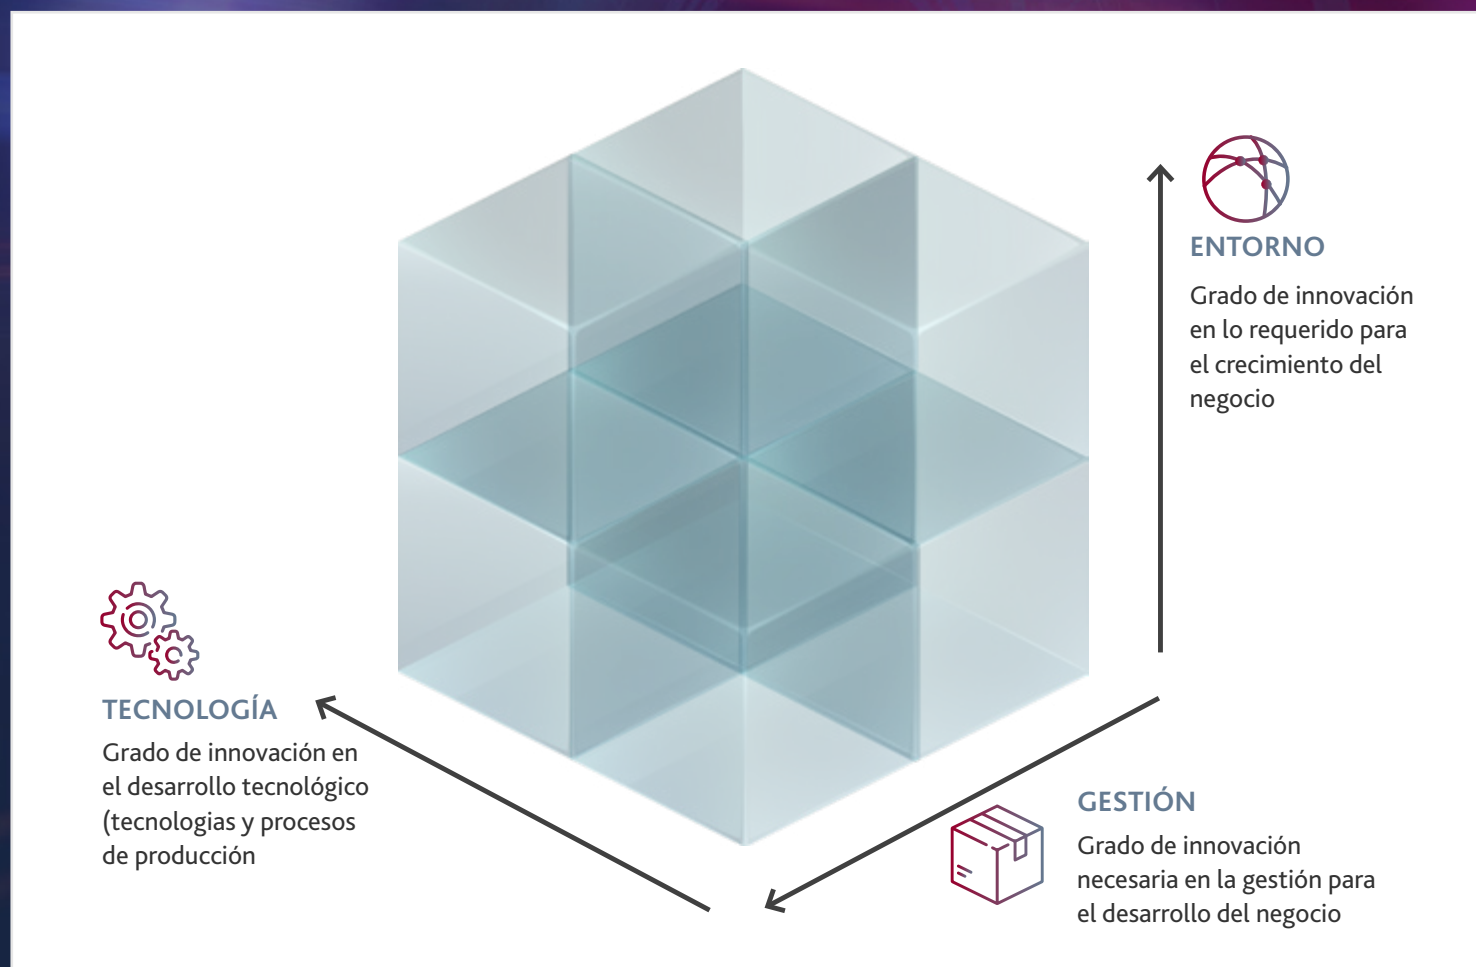 ENTORNO
Grado de innovación
en lo requerido para
el crecimiento del
negocio
TECNOLOGÍA
Grado de innovación en
el desarrollo tecnológico
(tecnologias y procesos
de producción
GESTIÓN
Grado de innovación
necesaria en la gestión para
el desarrollo del negocio